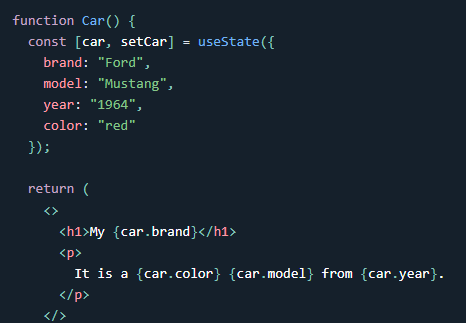 function Car() {
  const [car, setCar] = useState({
    brand: "Ford",
    model: "Mustang",
    year: "1964",
    color: "red"
  });

  return (
    <>
      <h1>My {car.brand}</h1>
      <p>
        It is a {car.color} {car.model} from {car.year}.
      </p>
    </>